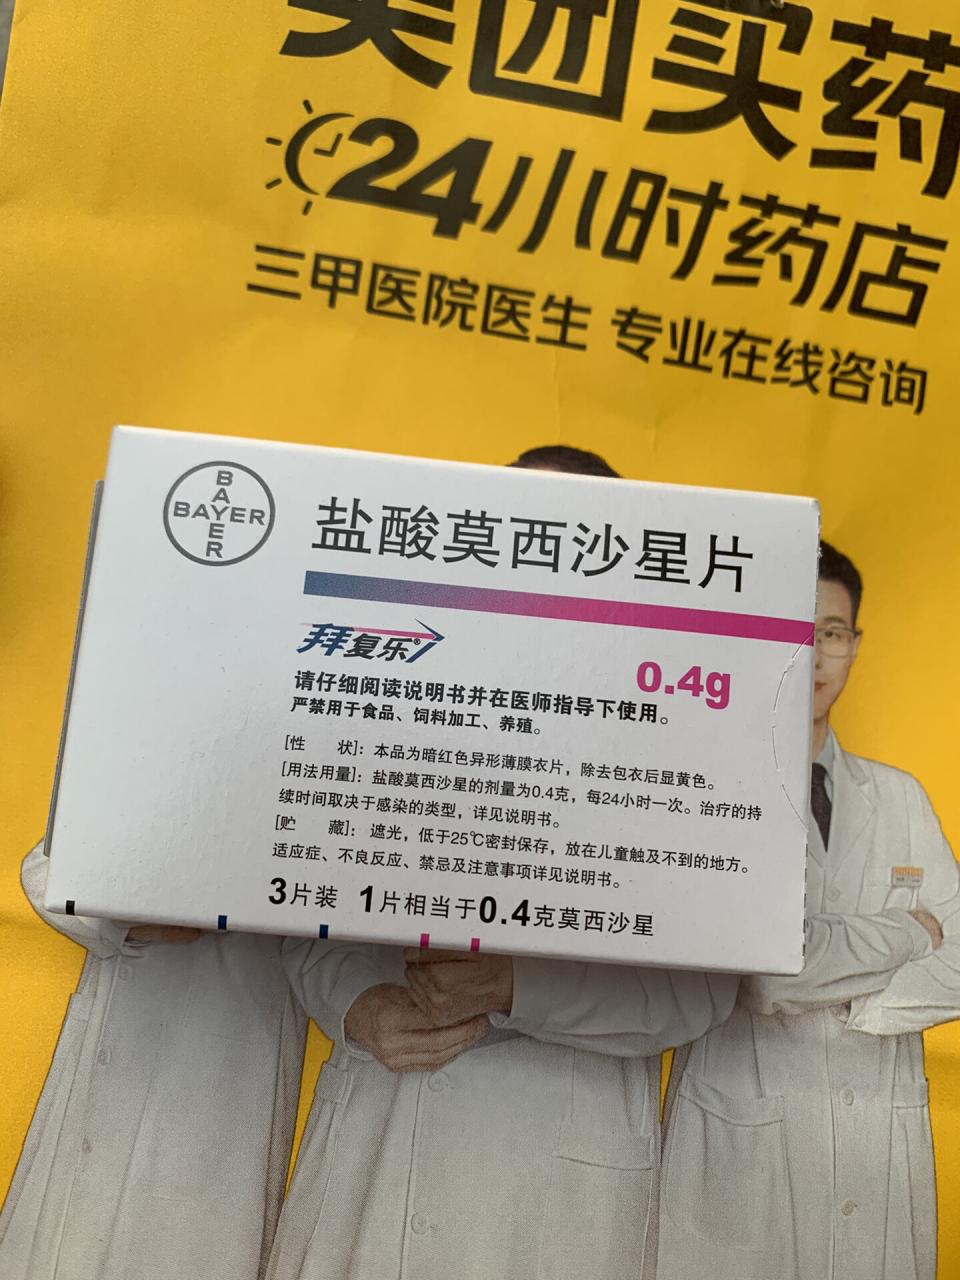 美团买药
24小时药店
三甲医院医生 专业在线咨询
BAYER
BAYER
盐酸莫西沙星片
拜复乐®
0.4g
请仔细阅读说明书并在医师指导下使用。
严禁用于食品、饲料加工、养殖。
[性　　状]：本品为暗红色异形薄膜衣片，除去包衣后显黄色。
[用法用量]：盐酸莫西沙星的剂量为0.4克，每24小时一次。治疗的持
续时间取决于感染的类型，详见说明书。
[贮　　藏]：遮光，低于25℃密封保存，放在儿童触及不到的地方。
适应症、不良反应、禁忌及注意事项详见说明书。
3片装 1片相当于0.4克莫西沙星